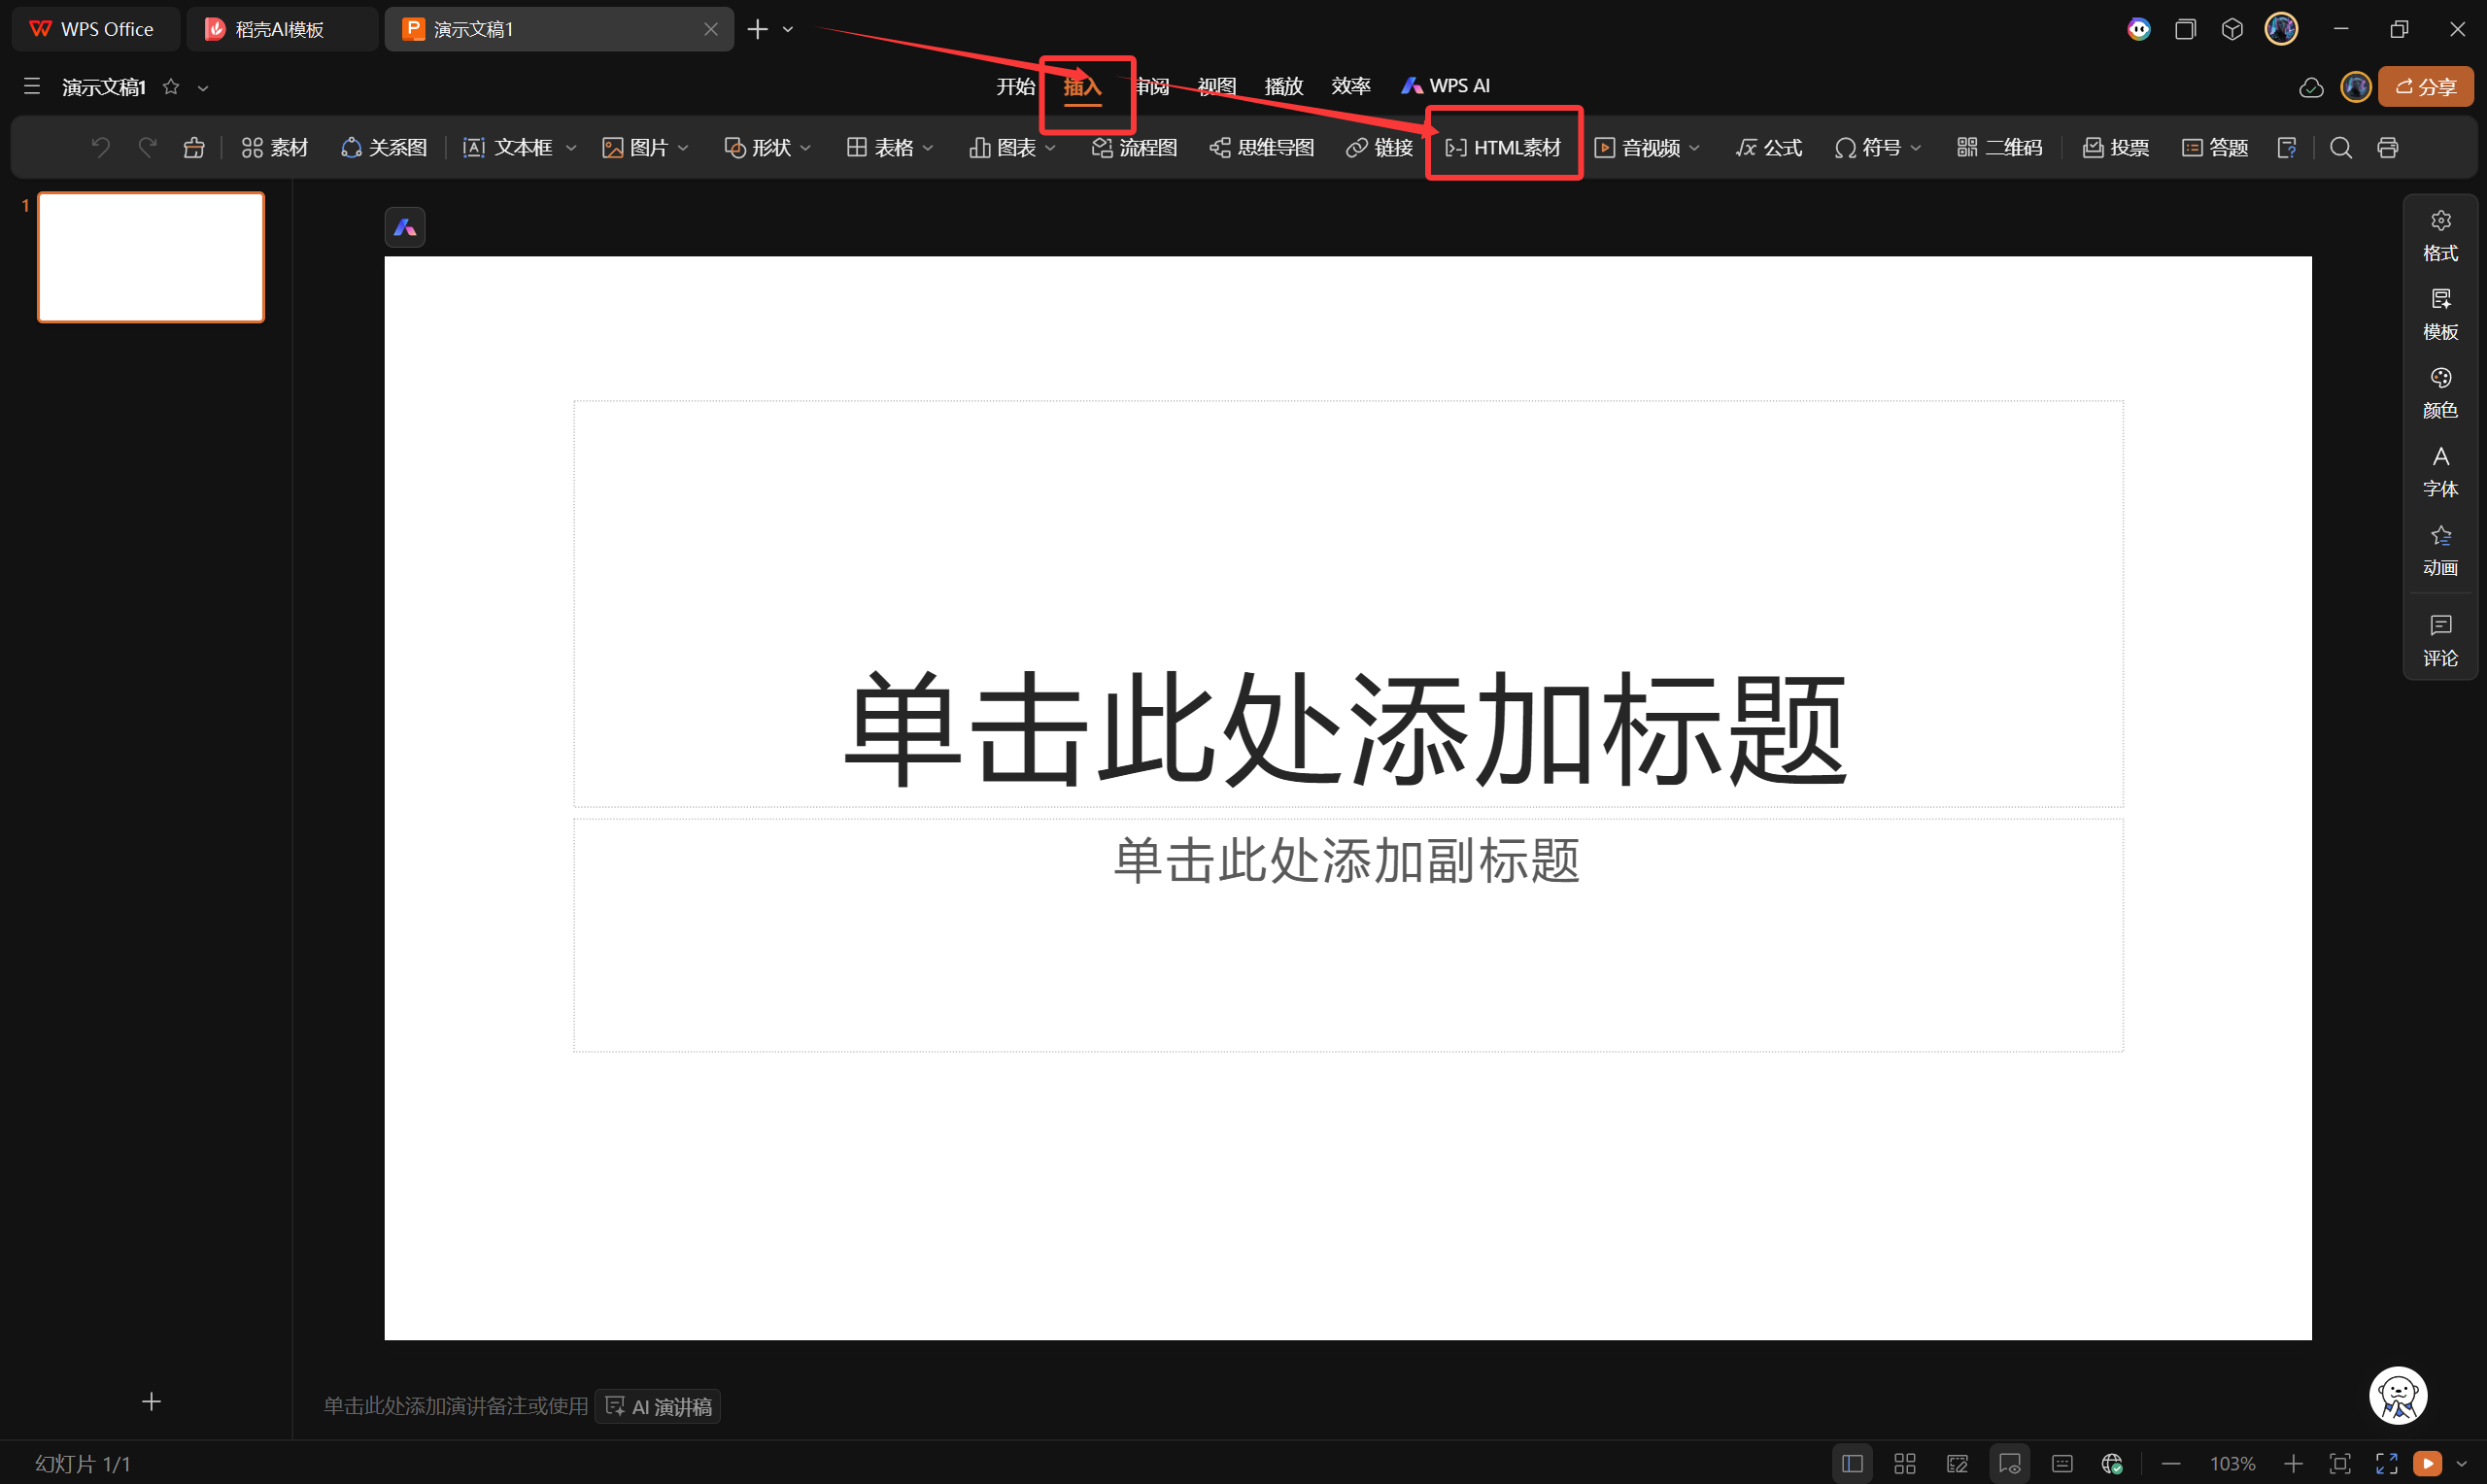 WPS Office
稻壳AI模板
演示文稿1
演示文稿1
开始 插入 审阅 视图 播放 效率 WPS AI
分享
素材 关系图 文本框 图片 形状 表格 图表 流程图 思维导图 链接 HTML素材 音视频 公式 符号 二维码 投票 答题
1
格式
模板
颜色
字体
动画
评论
单击此处添加标题
单击此处添加副标题
单击此处添加演讲备注或使用 AI 演讲稿
幻灯片 1/1
103%